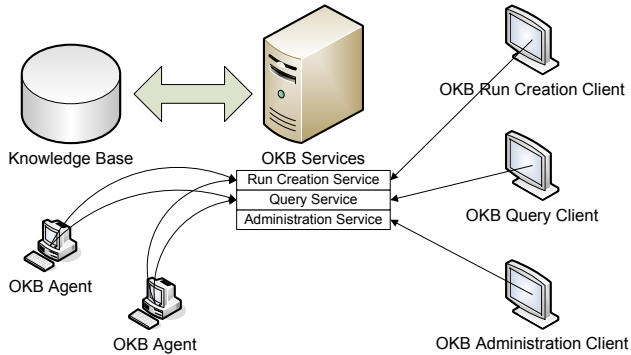 OKB Run Creation Client
Knowledge Base
OKB Services
Run Creation Service
Query Service
Administration Service
OKB Query Client
OKB Agent
OKB Agent
OKB Administration Client